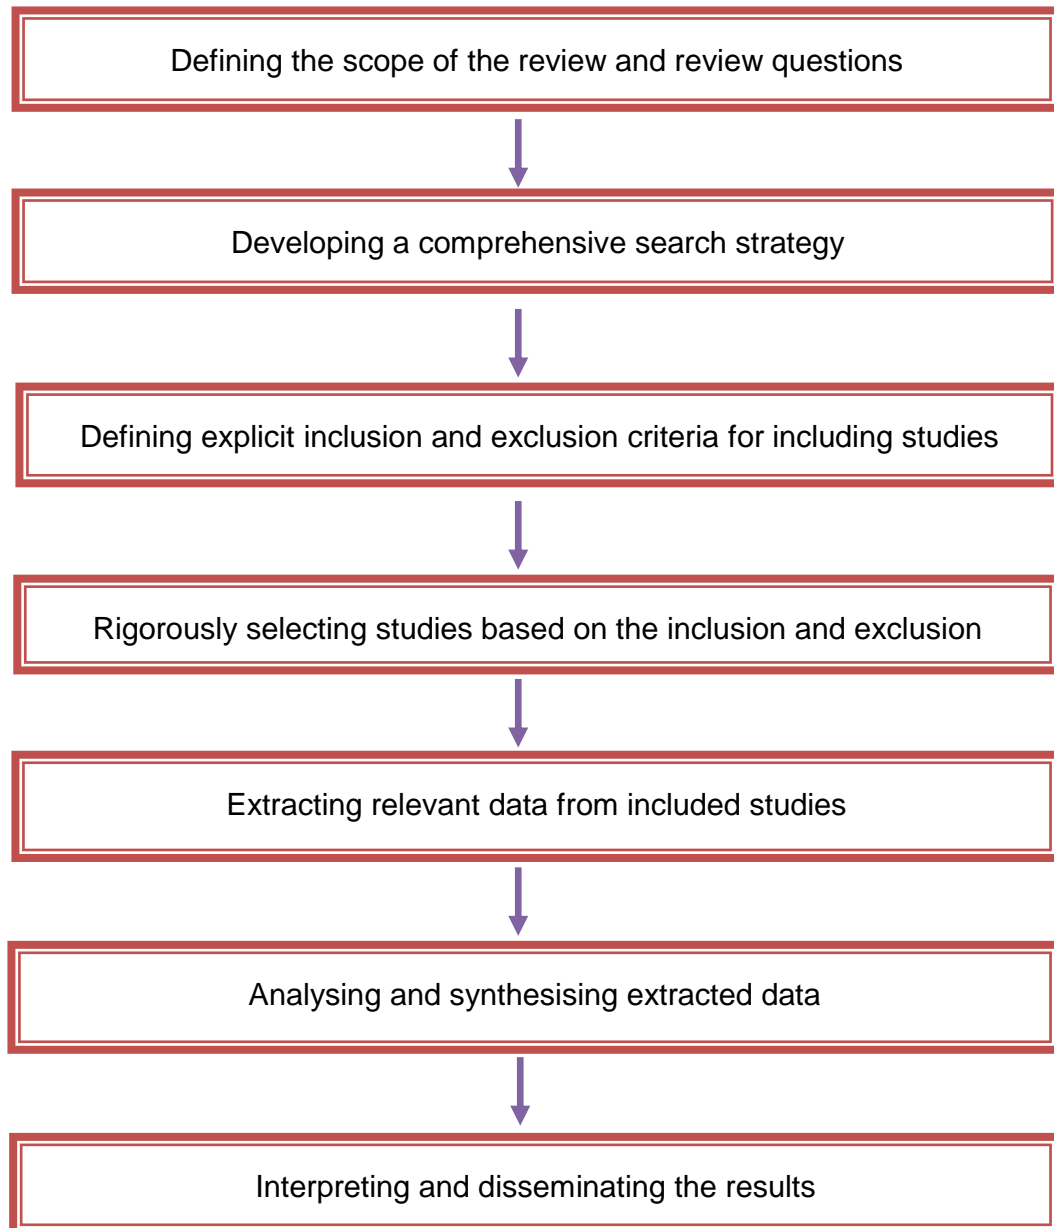 Defining the scope of the review and review questions
Developing a comprehensive search strategy
Defining explicit inclusion and exclusion criteria for including studies
Rigorously selecting studies based on the inclusion and exclusion
Extracting relevant data from included studies
Analysing and synthesising extracted data
Interpreting and disseminating the results